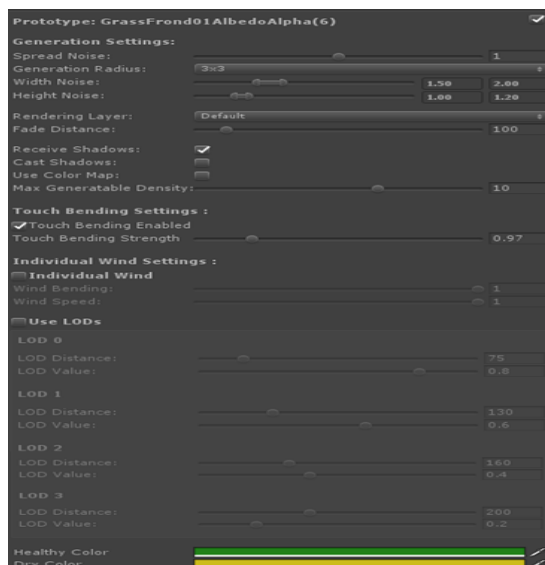 Prototype: GrassFrond01AlbedoAlpha(6)
Generation Settings:
Spread Noise: 1
Generation Radius: 3x3
Width Noise: 1.50 2.00
Height Noise: 1.00 1.20
Rendering Layer: Default
Fade Distance: 100
Receive Shadows:
Cast Shadows:
Use Color Map:
Max Generatable Density: 10
Touch Bending Settings :
Touch Bending Enabled
Touch Bending Strength 0.97
Individual Wind Settings :
Individual Wind
Wind Bending: 1
Wind Speed: 1
Use LODs
LOD 0
LOD Distance: 75
LOD Value: 0.8
LOD 1
LOD Distance: 130
LOD Value: 0.6
LOD 2
LOD Distance: 160
LOD Value: 0.4
LOD 3
LOD Distance: 200
LOD Value: 0.2
Healthy Color
Dry Color